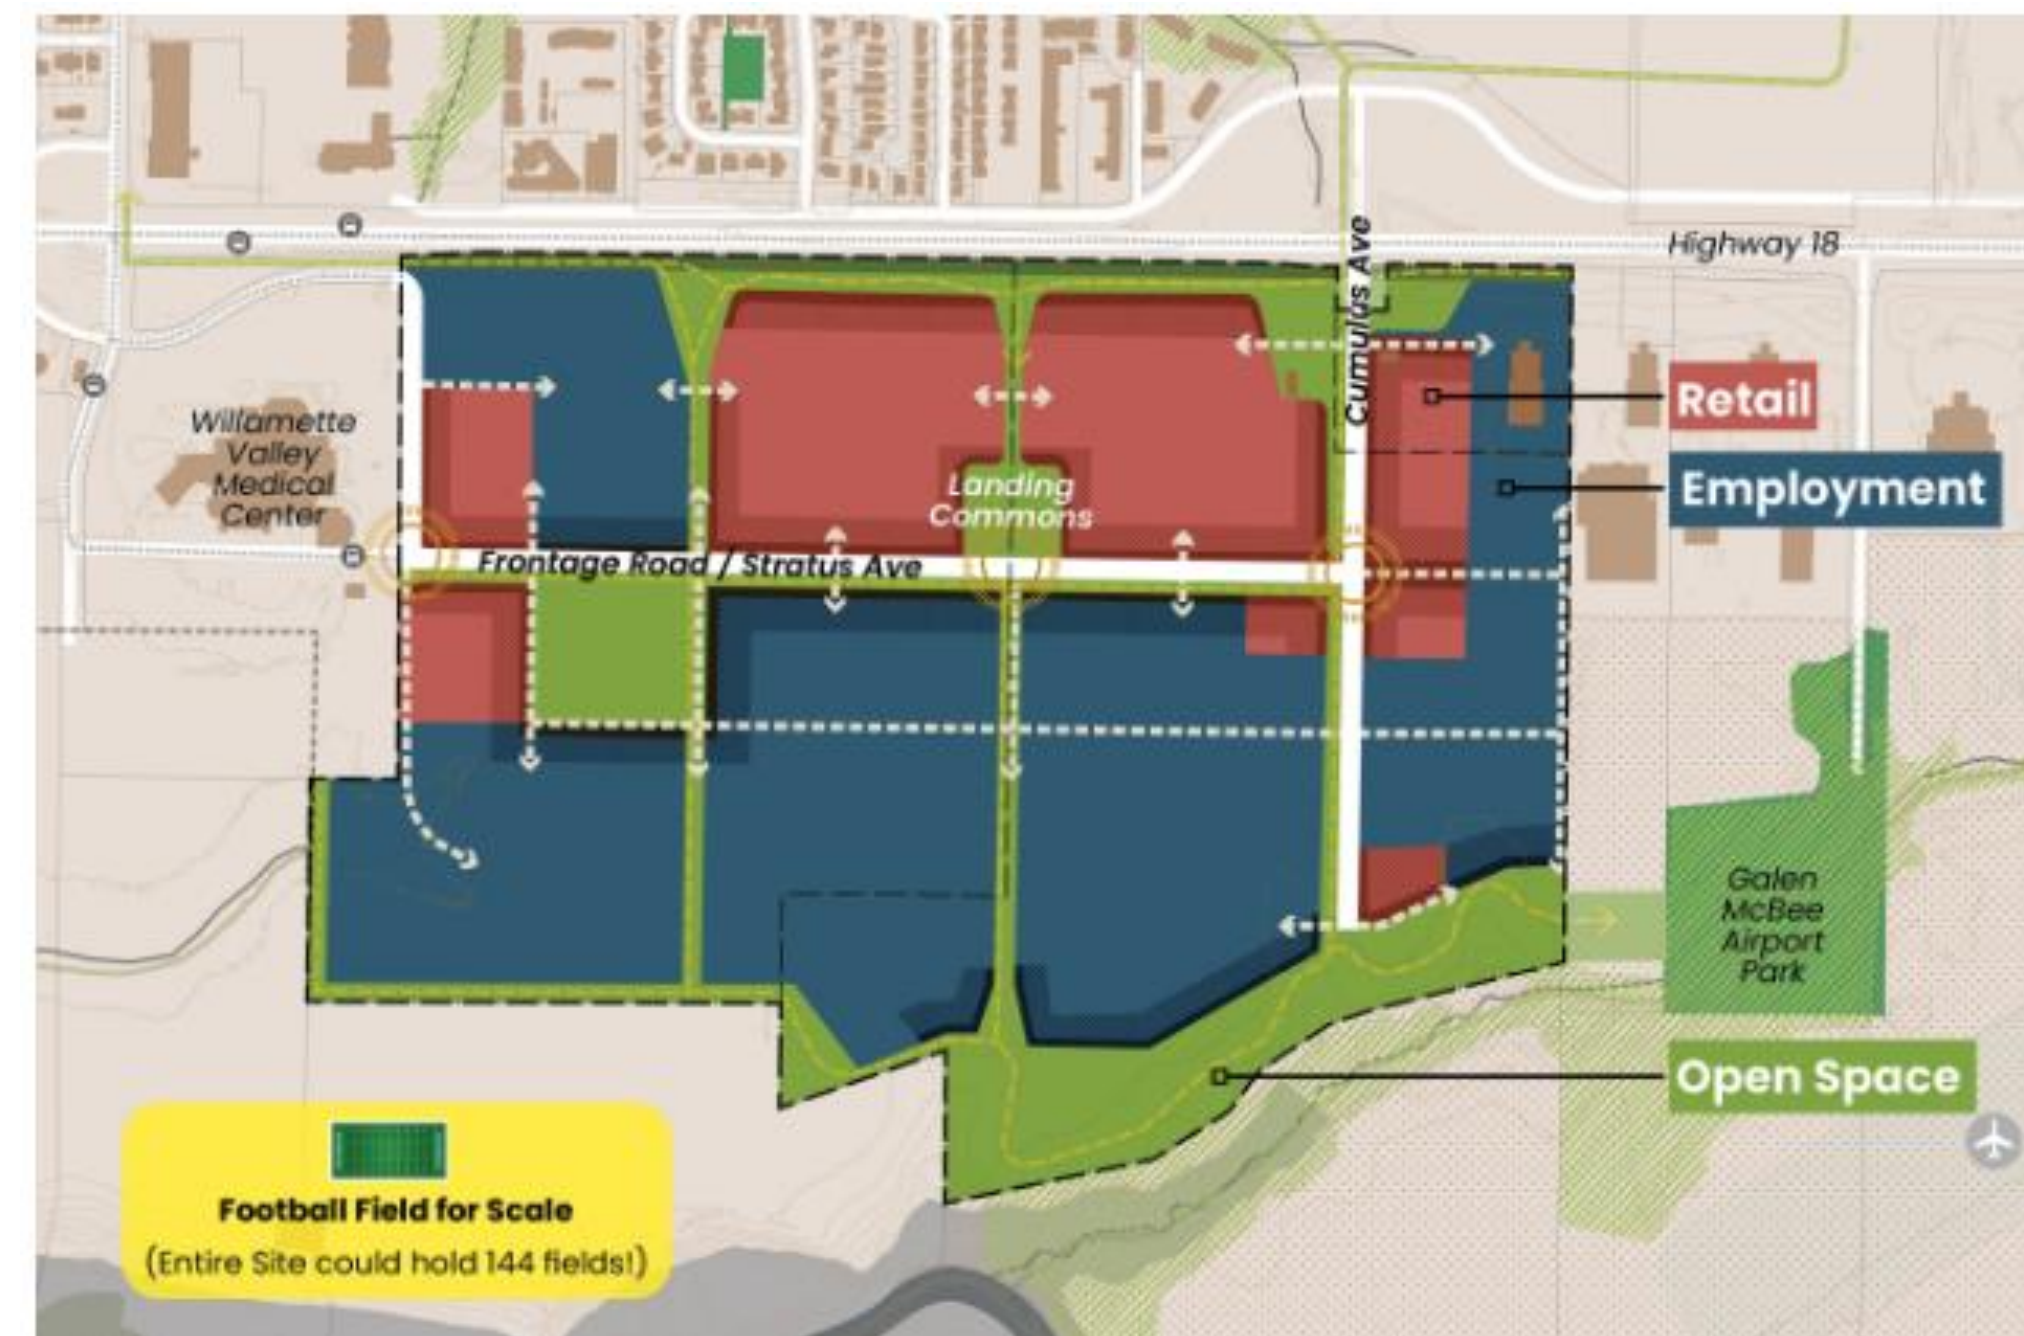 Highway 18
Cumulus Ave
Retail
Willamette
Valley
Medical
Center
Employment
Landing
Commons
Frontage Road / Stratus Ave
Galen
McBee
Airport
Park
Open Space
Football Field for Scale
(Entire Site could hold 144 fields!)